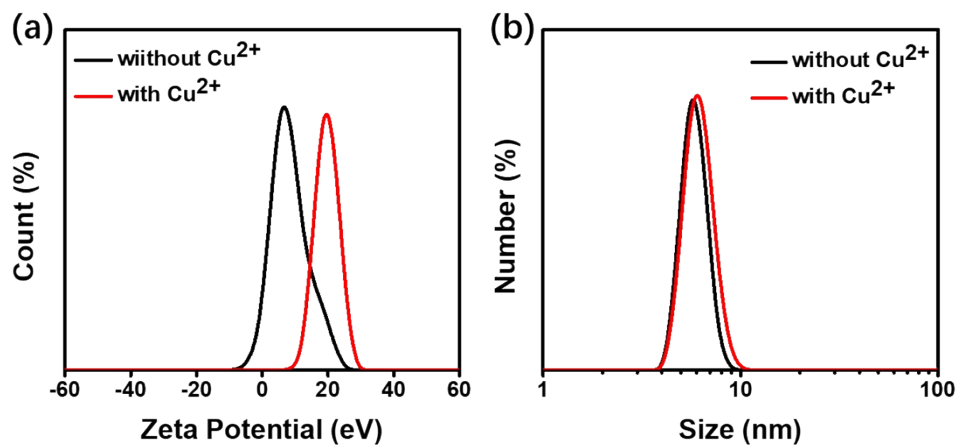 (a)
wiithout Cu2+
with Cu2+
Count (%)
-60 -40 -20 0 20 40 60
Zeta Potential (eV)
(b)
without Cu2+
with Cu2+
Number (%)
1 10 100
Size (nm)